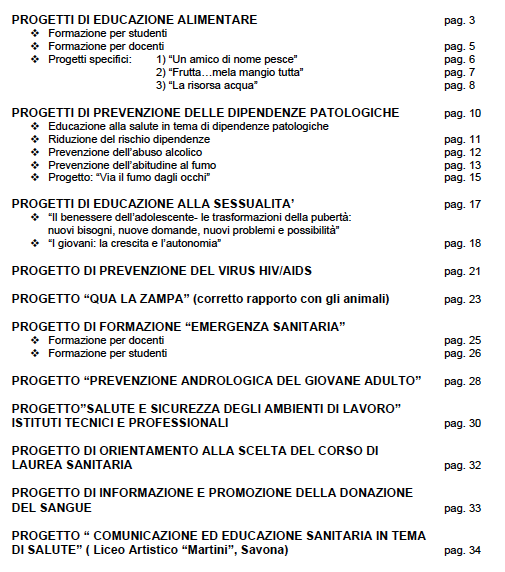 PROGETTI DI EDUCAZIONE ALIMENTARE pag. 3
❖ Formazione per studenti
❖ Formazione per docenti pag. 5
❖ Progetti specifici: 1) “Un amico di nome pesce” pag. 6
2) “Frutta…mela mangio tutta” pag. 7
3) “La risorsa acqua” pag. 8
PROGETTI DI PREVENZIONE DELLE DIPENDENZE PATOLOGICHE pag. 10
❖ Educazione alla salute in tema di dipendenze patologiche
❖ Riduzione del rischio dipendenze pag. 11
❖ Prevenzione dell’abuso alcolico pag. 12
❖ Prevenzione dell’abitudine al fumo pag. 13
❖ Progetto: “Via il fumo dagli occhi” pag. 15
PROGETTI DI EDUCAZIONE ALLA SESSUALITA’ pag. 17
❖ “Il benessere dell’adolescente- le trasformazioni della pubertà:
nuovi bisogni, nuove domande, nuovi problemi e possibilità”
❖ “I giovani: la crescita e l’autonomia” pag. 18
PROGETTO DI PREVENZIONE DEL VIRUS HIV/AIDS pag. 21
PROGETTO “QUA LA ZAMPA” (corretto rapporto con gli animali) pag. 23
PROGETTO DI FORMAZIONE “EMERGENZA SANITARIA”
❖ Formazione per docenti pag. 25
❖ Formazione per studenti pag. 26
PROGETTO “PREVENZIONE ANDROLOGICA DEL GIOVANE ADULTO” pag. 28
PROGETTO”SALUTE E SICUREZZA DEGLI AMBIENTI DI LAVORO”
ISTITUTI TECNICI E PROFESSIONALI pag. 30
PROGETTO DI ORIENTAMENTO ALLA SCELTA DEL CORSO DI
LAUREA SANITARIA pag. 32
PROGETTO DI INFORMAZIONE E PROMOZIONE DELLA DONAZIONE
DEL SANGUE pag. 33
PROGETTO “ COMUNICAZIONE ED EDUCAZIONE SANITARIA IN TEMA
DI SALUTE” ( Liceo Artistico “Martini”, Savona) pag. 34